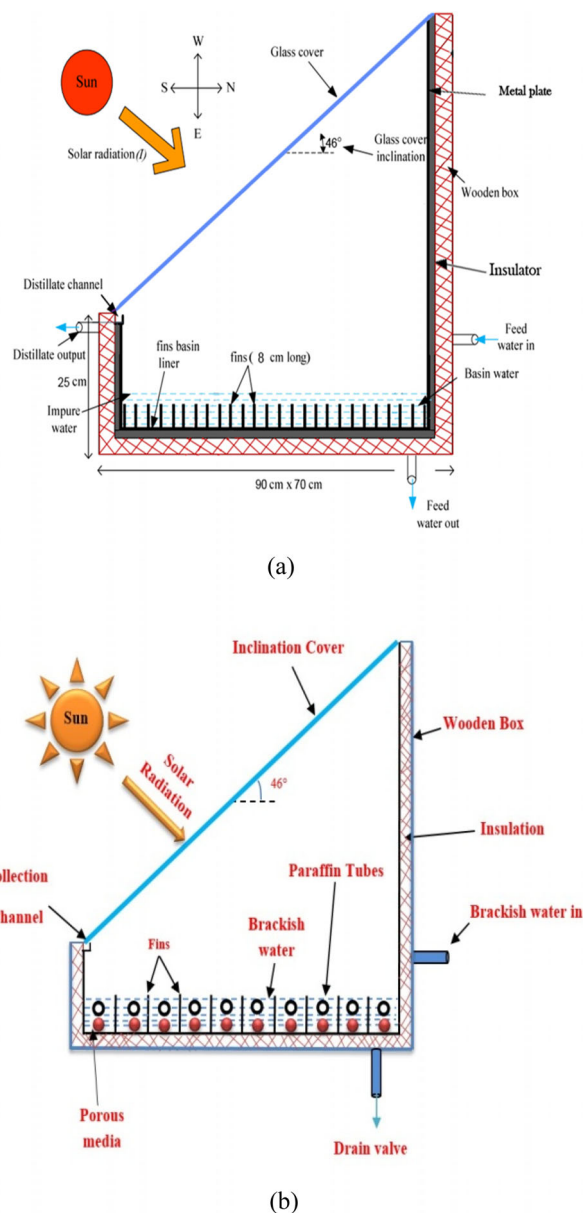 W
S
N
E
Sun
Solar radiation(I)
Glass cover
46°
Glass cover
inclination
Metal plate
Wooden box
Insulator
Distillate channel
Distillate output
25 cm
Impure
water
fins basin
liner
fins ( 8 cm long)
Basin water
Feed
water in
90 cm x 70 cm
Feed
water out
(a)
Inclination Cover
Sun
Solar
Radiation
46°
Wooden Box
Insulation
Paraffin Tubes
ollection
hannel
Fins
Brackish
water
Brackish water in
Porous
media
Drain valve
(b)